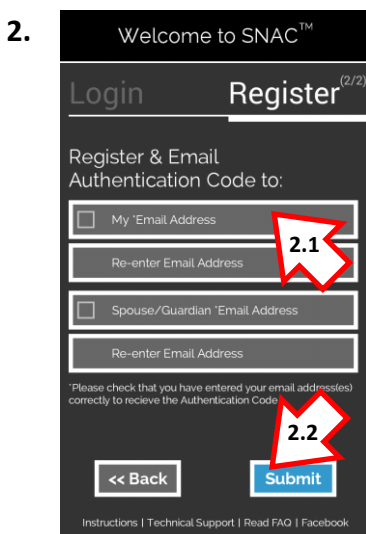 2.
Welcome to SNAC™
Login
Register (2/2)
Register & Email
Authentication Code to:
My *Email Address
2.1
Re-enter Email Address
Spouse/Guardian *Email Address
Re-enter Email Address
*Please check that you have entered your email address(es)
correctly to recieve the Authentication Code
2.2
<< Back
Submit
Instructions | Technical Support | Read FAQ | Facebook